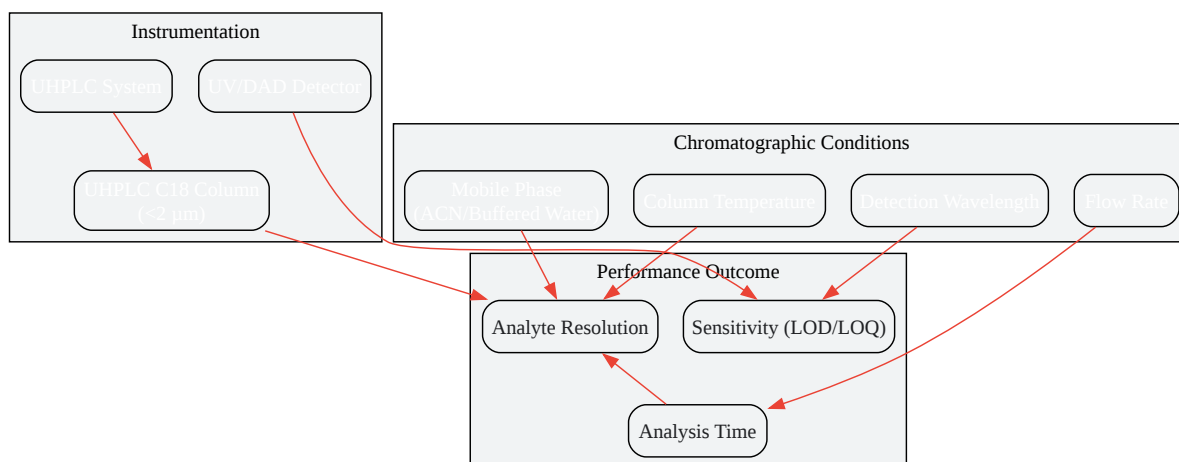 Instrumentation
UHPLC System
UV/DAD Detector
UHPLC C18 Column
(<2 µm)
Chromatographic Conditions
Mobile Phase
(ACN/Buffered Water)
Column Temperature
Detection Wavelength
Flow Rate
Performance Outcome
Analyte Resolution
Sensitivity (LOD/LOQ)
Analysis Time